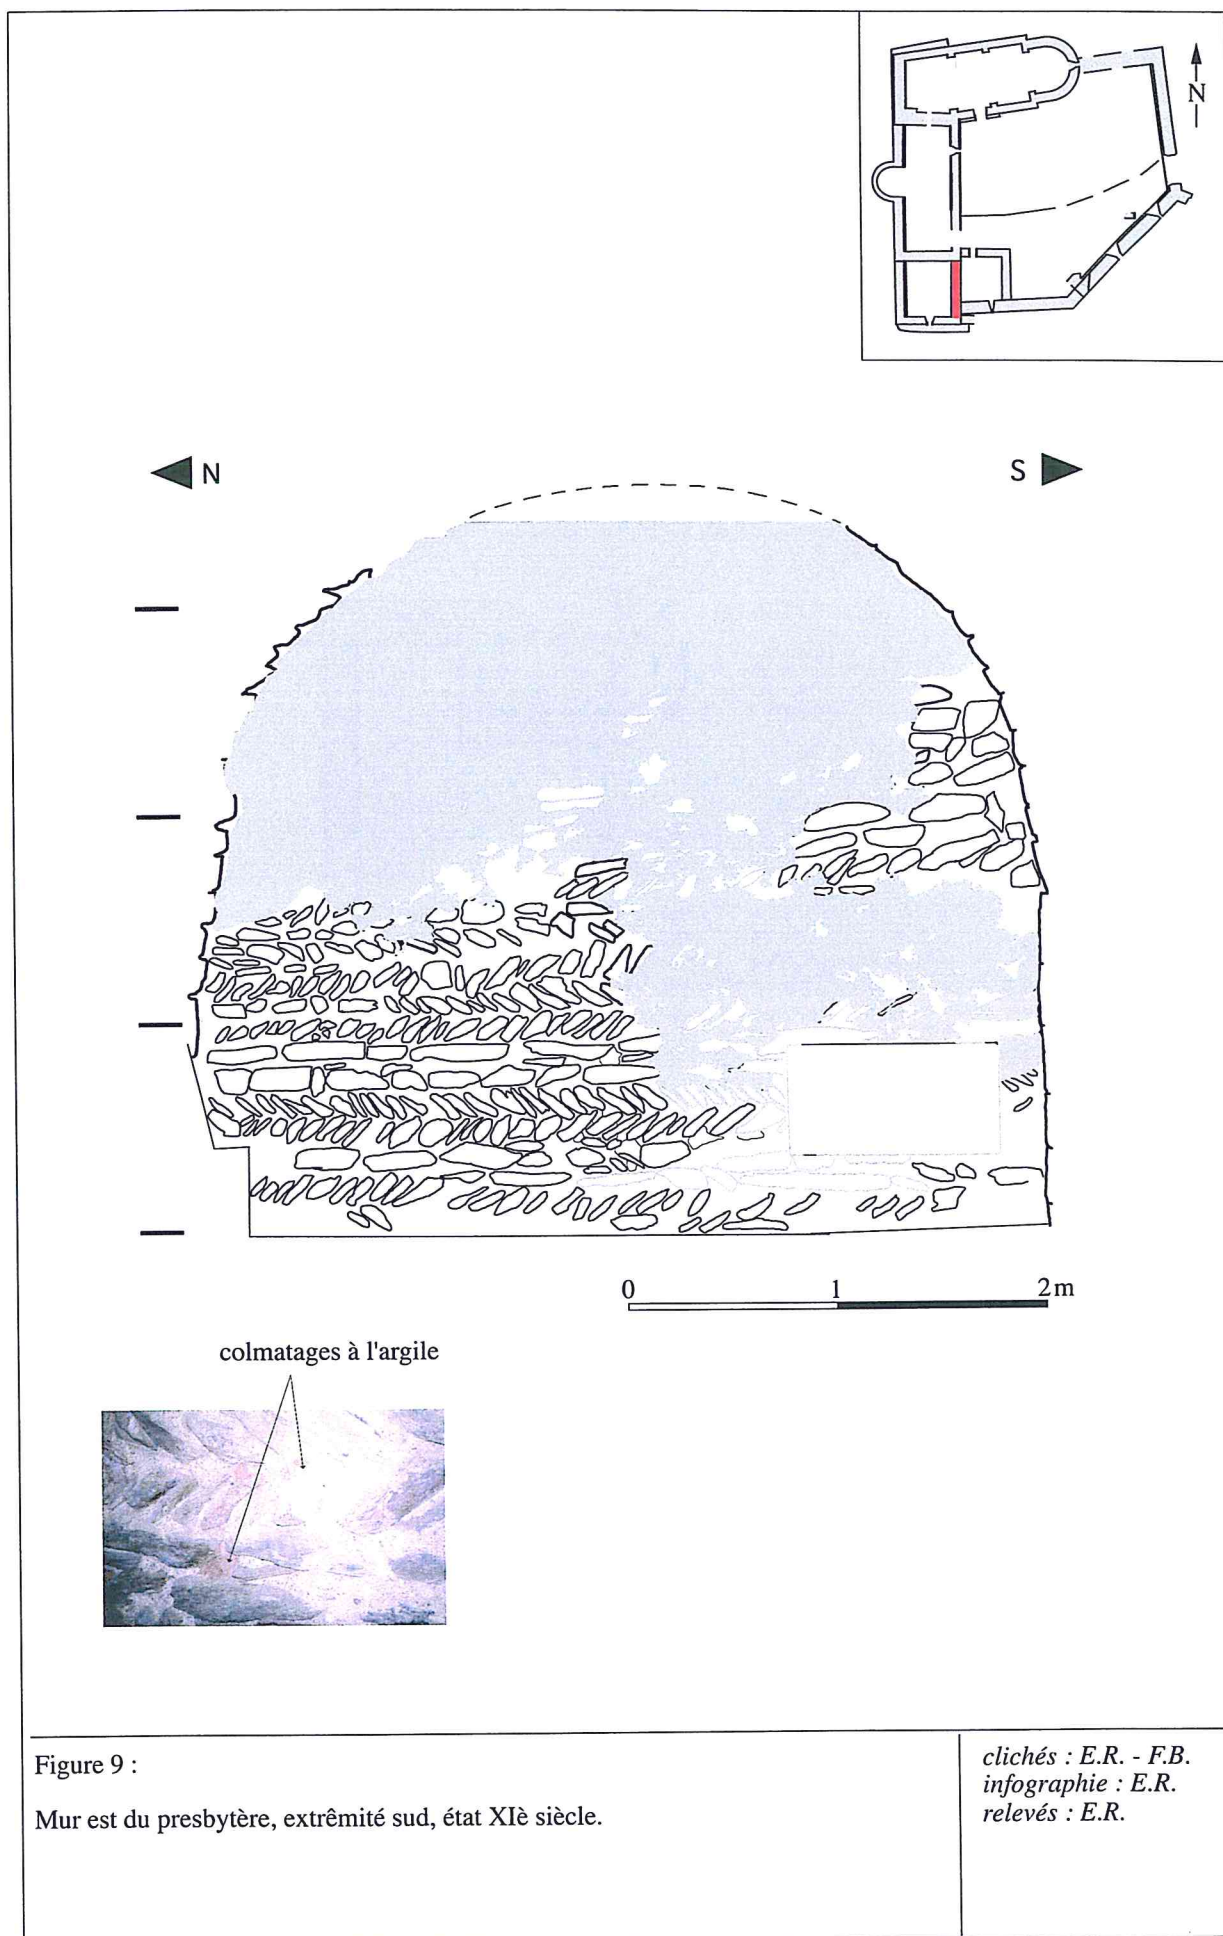 N
N
S
0 1 2m
colmatages à l'argile
Figure 9 :
Mur est du presbytère, extrêmité sud, état XIè siècle.
clichés : E.R. - F.B.
infographie : E.R.
relevés : E.R.